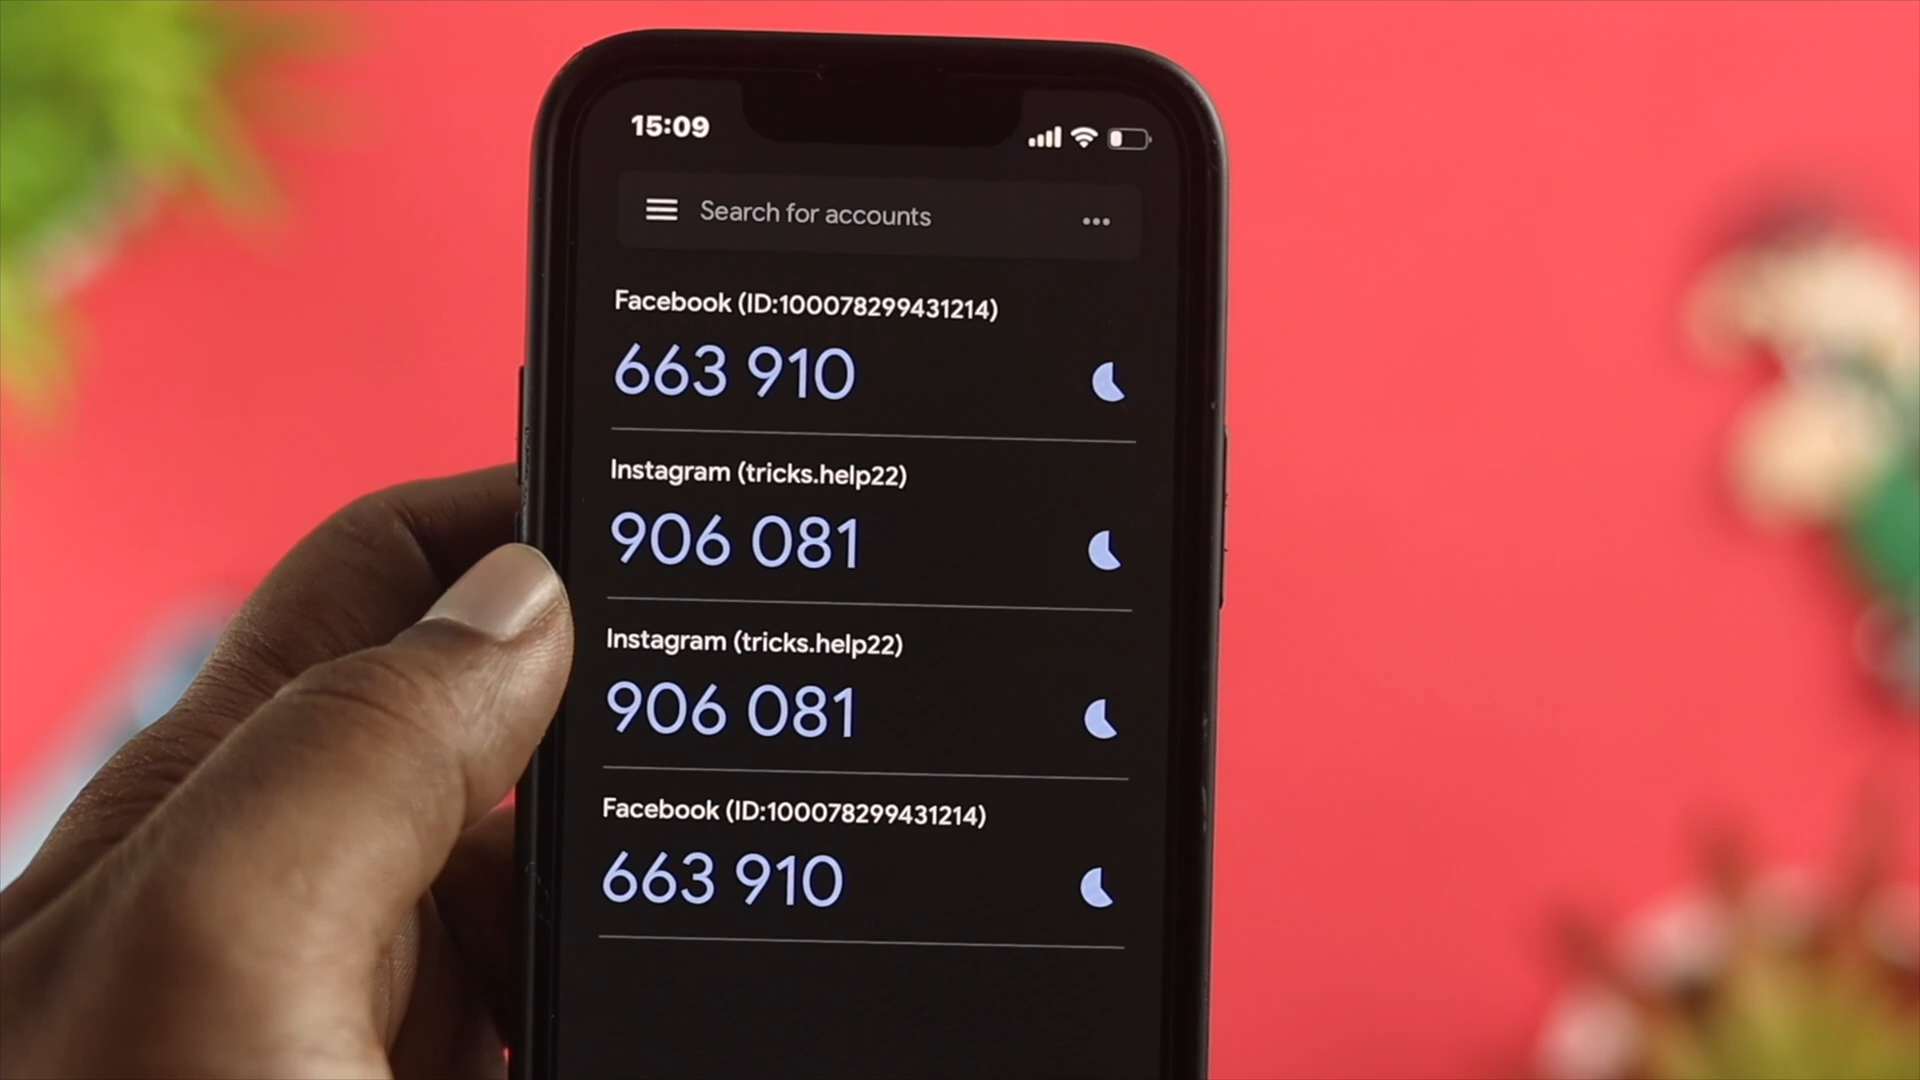 15:09
Search for accounts
Facebook (ID:100078299431214)
663 910
Instagram (tricks.help22)
906 081
Instagram (tricks.help22)
906 081
Facebook (ID:100078299431214)
663 910